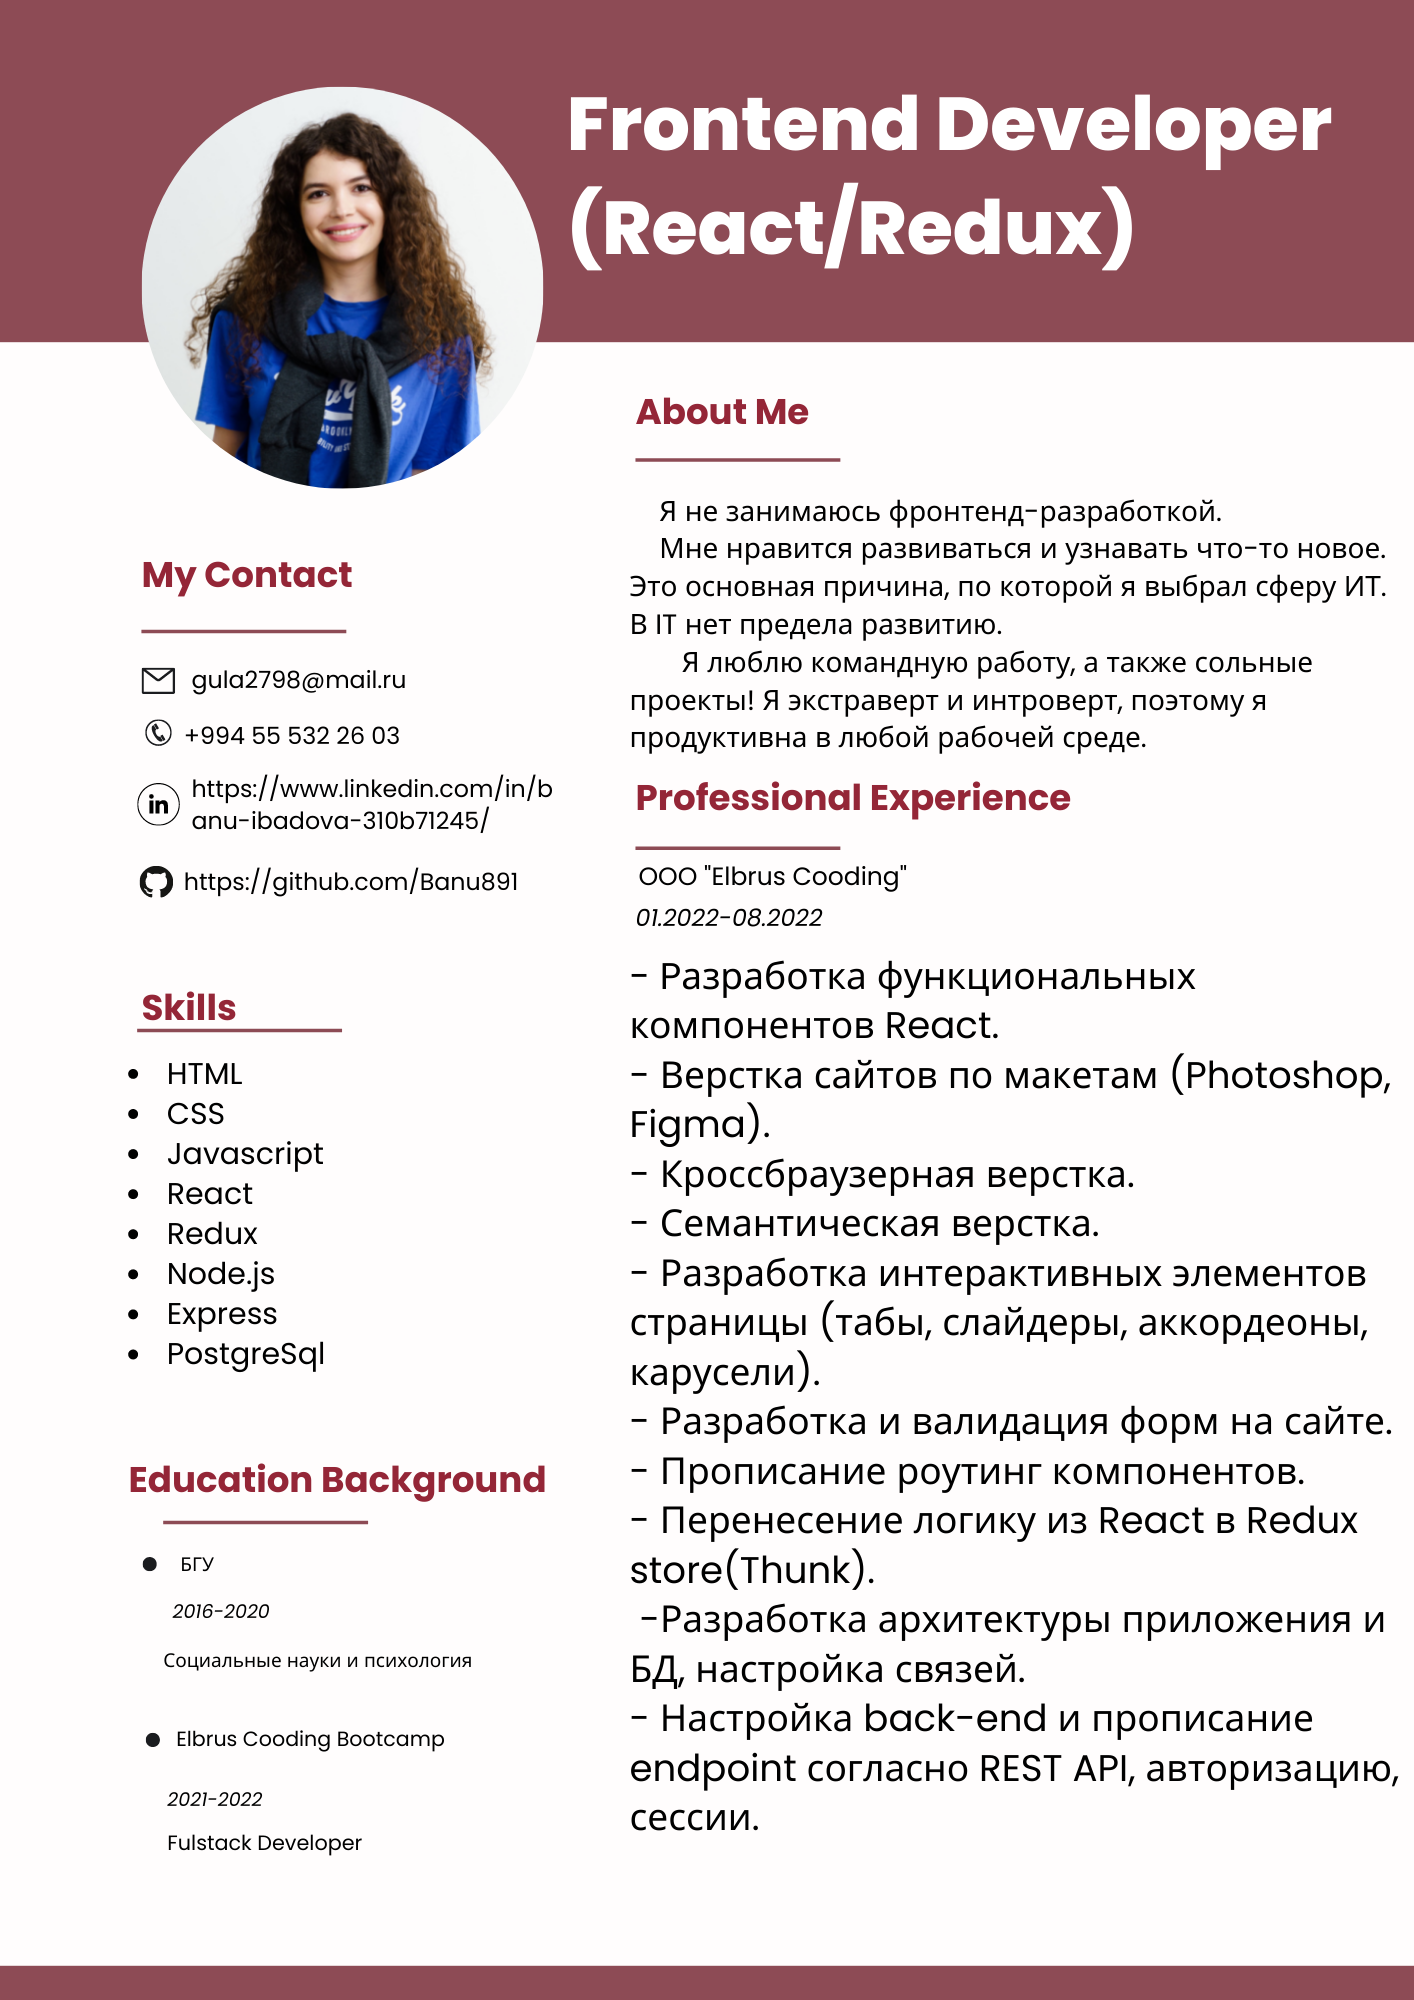 Frontend Developer
(React/Redux)
My Contact
gula2798@mail.ru
+994 55 532 26 03
https://www.linkedin.com/in/b
anu-ibadova-310b71245/
https://github.com/Banu891
Skills
HTML
CSS
Javascript
React
Redux
Node.js
Express
PostgreSql
Education Background
БГУ
2016-2020
Социальные науки и психология
Elbrus Cooding Bootcamp
2021-2022
Fulstack Developer
About Me
Я не занимаюсь фронтенд-разработкой.
Мне нравится развиваться и узнавать что-то новое.
Это основная причина, по которой я выбрал сферу ИТ.
В IT нет предела развитию.
Я люблю командную работу, а также сольные
проекты! Я экстраверт и интроверт, поэтому я
продуктивна в любой рабочей среде.
Professional Experience
ООО "Elbrus Cooding"
01.2022-08.2022
- Разработка функциональных
компонентов React.
- Верстка сайтов по макетам (Photoshop,
Figma).
- Кроссбраузерная верстка.
- Семантическая верстка.
- Разработка интерактивных элементов
страницы (табы, слайдеры, аккордеоны,
карусели).
- Разработка и валидация форм на сайте.
- Прописание роутинг компонентов.
- Перенесение логику из React в Redux
store(Thunk).
-Разработка архитектуры приложения и
БД, настройка связей.
- Настройка back-end и прописание
endpoint согласно REST API, авторизацию,
сессии.